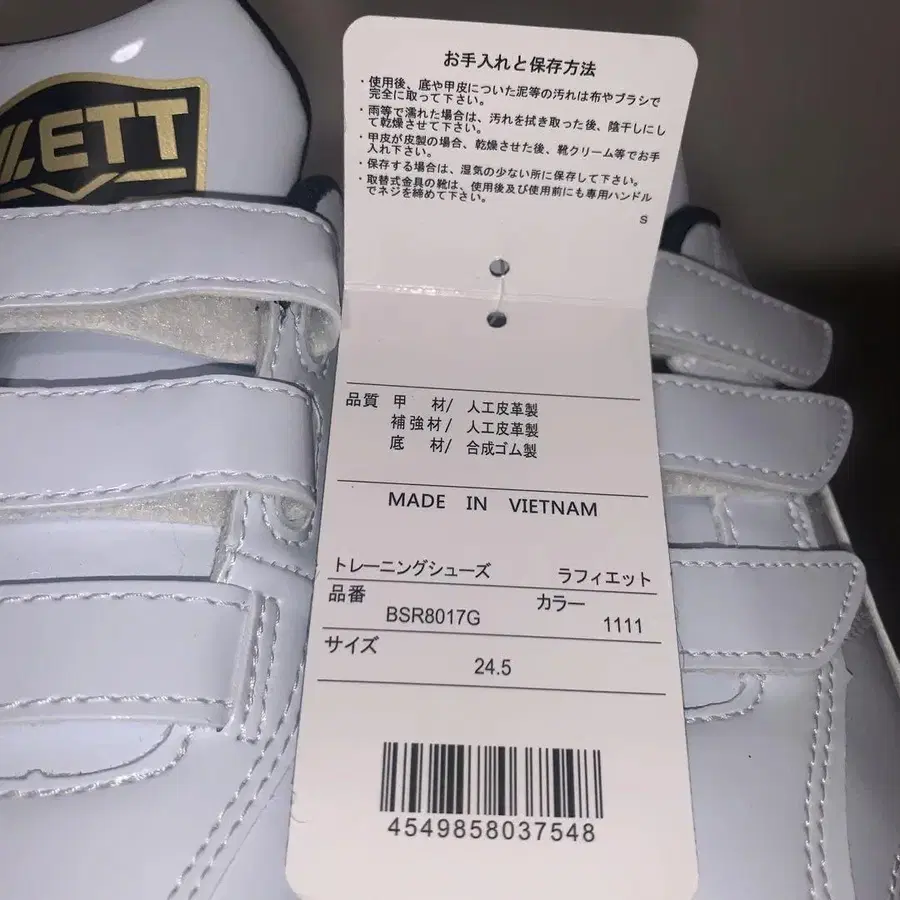 ZETT
お手入れと保存方法
・使用後、底や甲皮についた泥等の汚れは布やブラシで
完全に取って下さい。
・雨等で濡れた場合は、汚れを拭き取った後、陰干しにし
て乾燥させて下さい。
・甲皮が皮製の場合、乾燥させた後、靴クリーム等でお手
入れ下さい。
・保存する場合は、湿気の少ない所に保存して下さい。
・取替式金具の靴は、使用後及び使用前にも専用ハンドル
でネジを締めて下さい。
S
品質 甲 材/ 人工皮革製
補強材/ 人工皮革製
底 材/ 合成ゴム製
MADE IN VIETNAM
トレーニングシューズ ラフィエット
品番 BSR8017G カラー 1111
サイズ
24.5
4549858037548